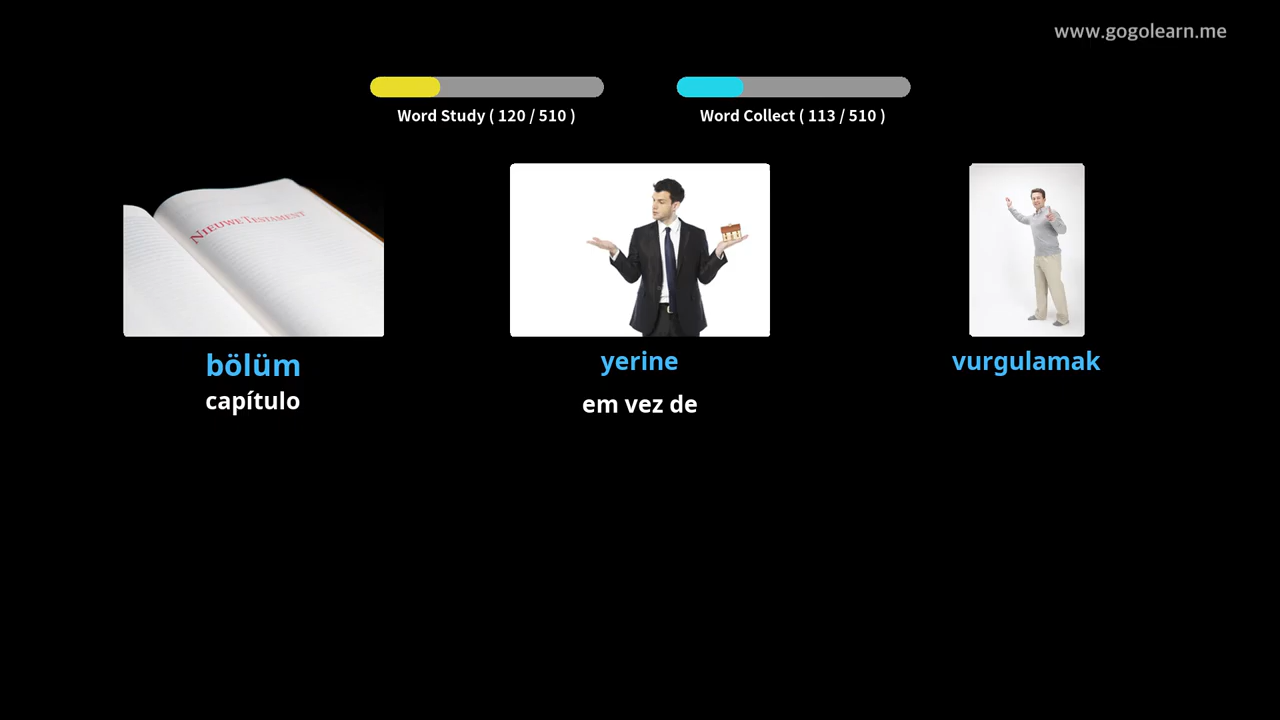 www.gogolearn.me
Word Study ( 120 / 510 )
Word Collect ( 113 / 510 )
NIEUWE TESTAMENT
bölüm
capítulo
yerine
em vez de
vurgulamak